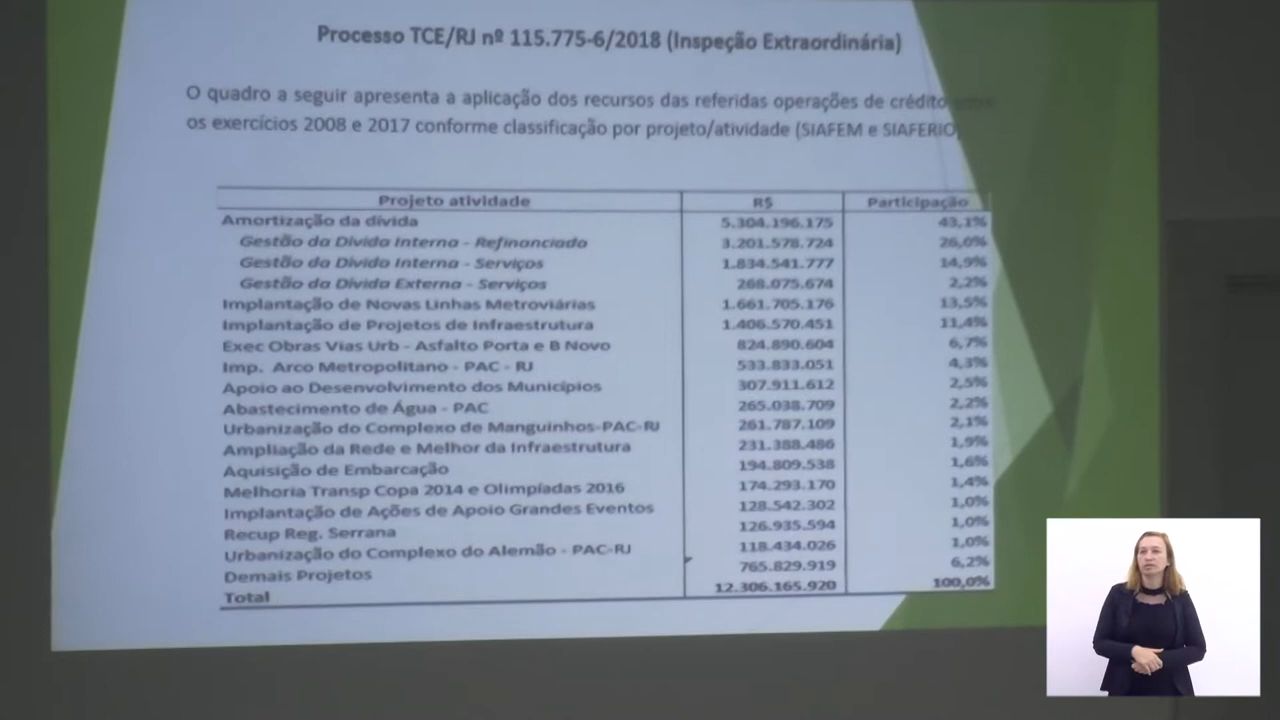 Processo TCE/RJ nº 115.775-6/2018 (Inspeção Extraordinária)
O quadro a seguir apresenta a aplicação dos recursos das referidas operações de crédito entre
os exercícios 2008 e 2017 conforme classificação por projeto/atividade (SIAFEM e SIAFERIO)
Projeto atividade R$ Participação
Amortização da dívida 5.304.196.175 43,1%
Gestão da Dívida Interna - Refinanciado 3.201.578.724 26,0%
Gestão da Dívida Interna - Serviços 1.834.541.777 14,9%
Gestão da Dívida Externa - Serviços 268.075.674 2,2%
Implantação de Novas Linhas Metroviárias 1.661.705.176 13,5%
Implantação de Projetos de Infraestrutura 1.406.570.451 11,4%
Exec Obras Vias Urb - Asfalto Porta e B Novo 824.890.604 6,7%
Imp. Arco Metropolitano - PAC - RJ 533.833.051 4,3%
Apoio ao Desenvolvimento dos Municípios 307.911.612 2,5%
Abastecimento de Água - PAC 265.038.709 2,2%
Urbanização do Complexo de Manguinhos-PAC-RJ 261.787.109 2,1%
Ampliação da Rede e Melhor da Infraestrutura 231.388.486 1,9%
Aquisição de Embarcação 194.809.538 1,6%
Melhoria Transp Copa 2014 e Olimpíadas 2016 174.293.170 1,4%
Implantação de Ações de Apoio Grandes Eventos 128.542.302 1,0%
Recup Reg. Serrana 126.935.594 1,0%
Urbanização do Complexo do Alemão - PAC-RJ 118.434.026 1,0%
Demais Projetos 765.829.919 6,2%
Total 12.306.165.920 100,0%